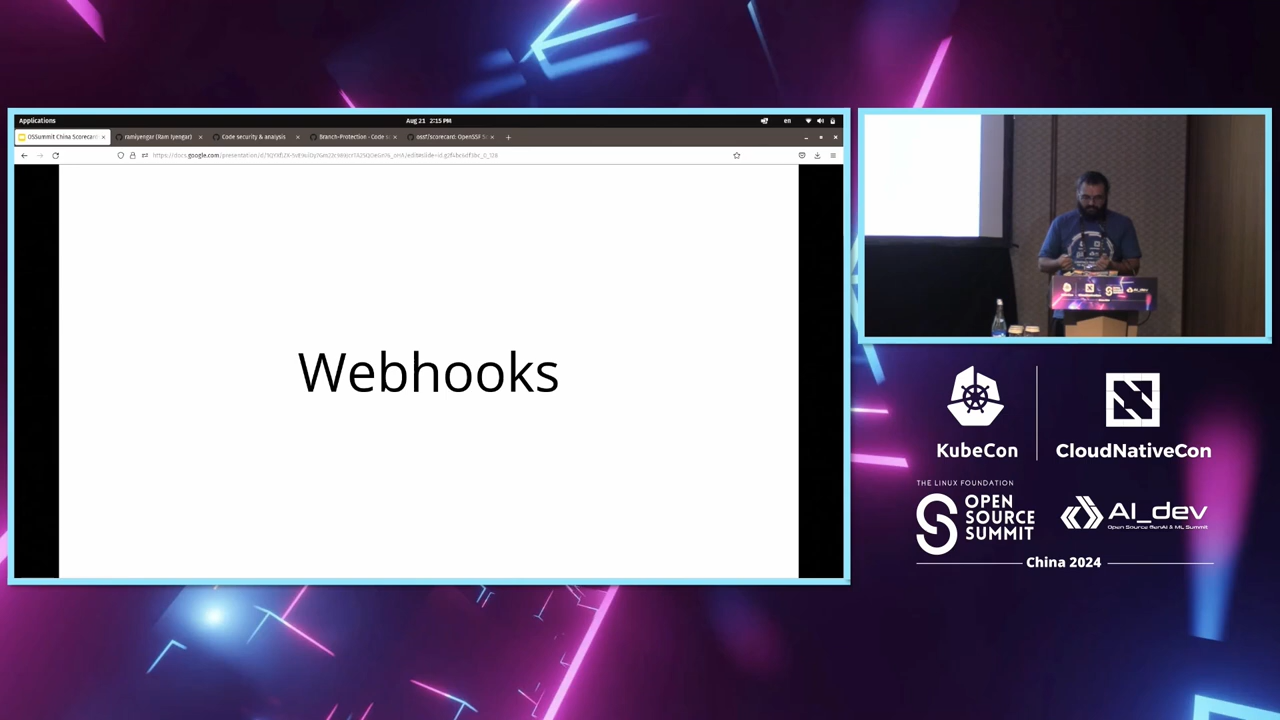 Applications
Aug 21 2:15 PM
en
OSSummit China Scorecard
ramiyengar (Ram Iyengar)
Code security & analysis
Branch-Protection · Code s
ossf/scorecard: OpenSSF Sc
Webhooks
KubeCon
CloudNativeCon
THE LINUX FOUNDATION
OPEN
SOURCE
SUMMIT
AI_dev
Open Source GenAI & ML Summit
China 2024